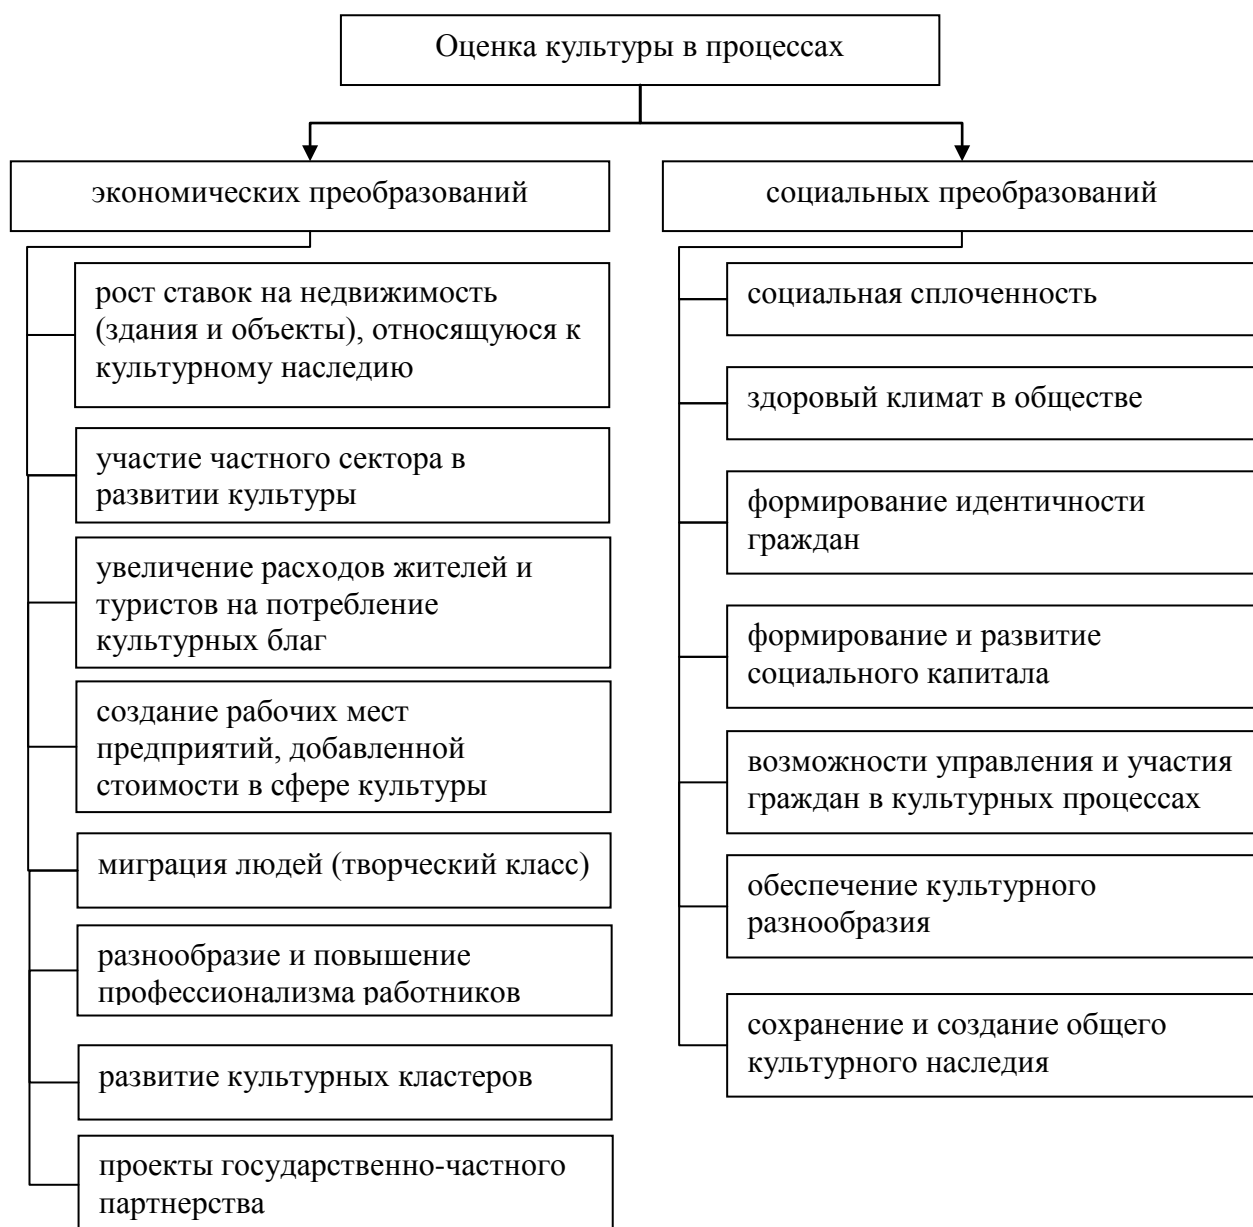 Оценка культуры в процессах
экономических преобразований
рост ставок на недвижимость
(здания и объекты), относящуюся к
культурному наследию
участие частного сектора в
развитии культуры
увеличение расходов жителей и
туристов на потребление
культурных благ
создание рабочих мест
предприятий, добавленной
стоимости в сфере культуры
миграция людей (творческий класс)
разнообразие и повышение
профессионализма работников
развитие культурных кластеров
проекты государственно-частного
партнерства
социальных преобразований
социальная сплоченность
здоровый климат в обществе
формирование идентичности
граждан
формирование и развитие
социального капитала
возможности управления и участия
граждан в культурных процессах
обеспечение культурного
разнообразия
сохранение и создание общего
культурного наследия